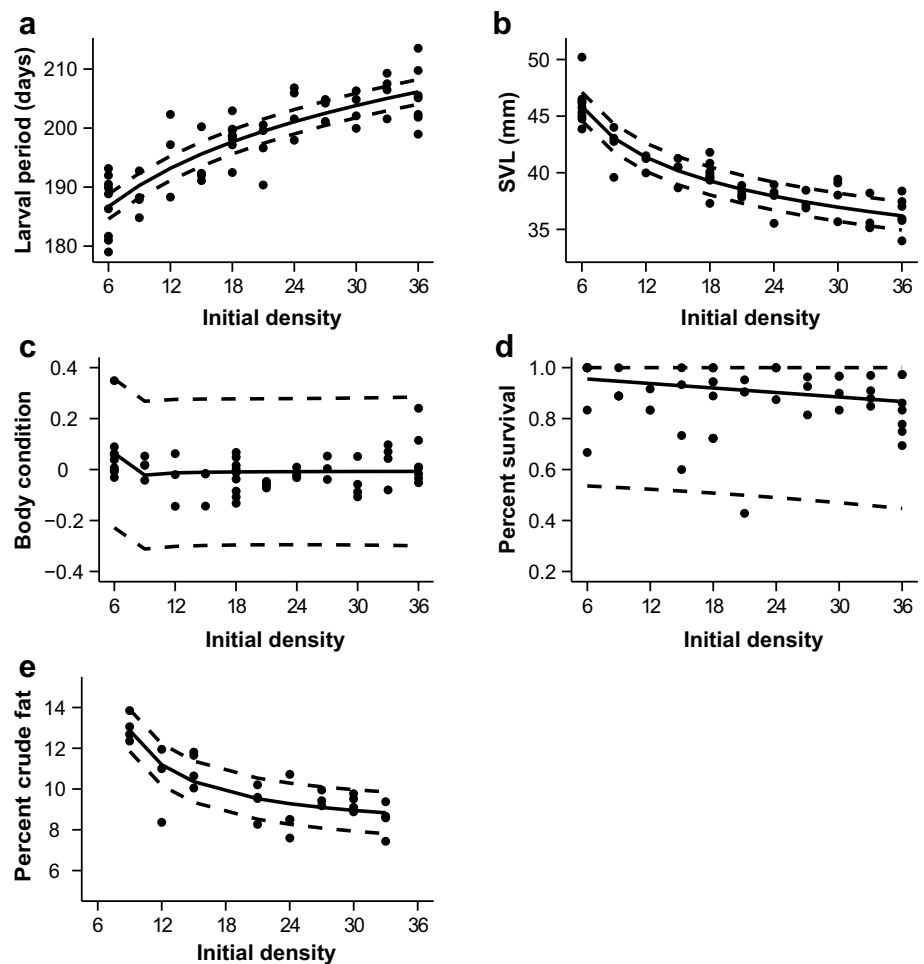 a
Larval period (days)
210
200
190
180
6 12 18 24 30 36
Initial density
b
SVL (mm)
50
45
40
35
6 12 18 24 30 36
Initial density
c
Body condition
0.4
0.2
0
−0.2
−0.4
6 12 18 24 30 36
Initial density
d
Percent survival
1.0
0.8
0.6
0.4
0.2
6 12 18 24 30 36
Initial density
e
Percent crude fat
14
12
10
8
6
6 12 18 24 30 36
Initial density